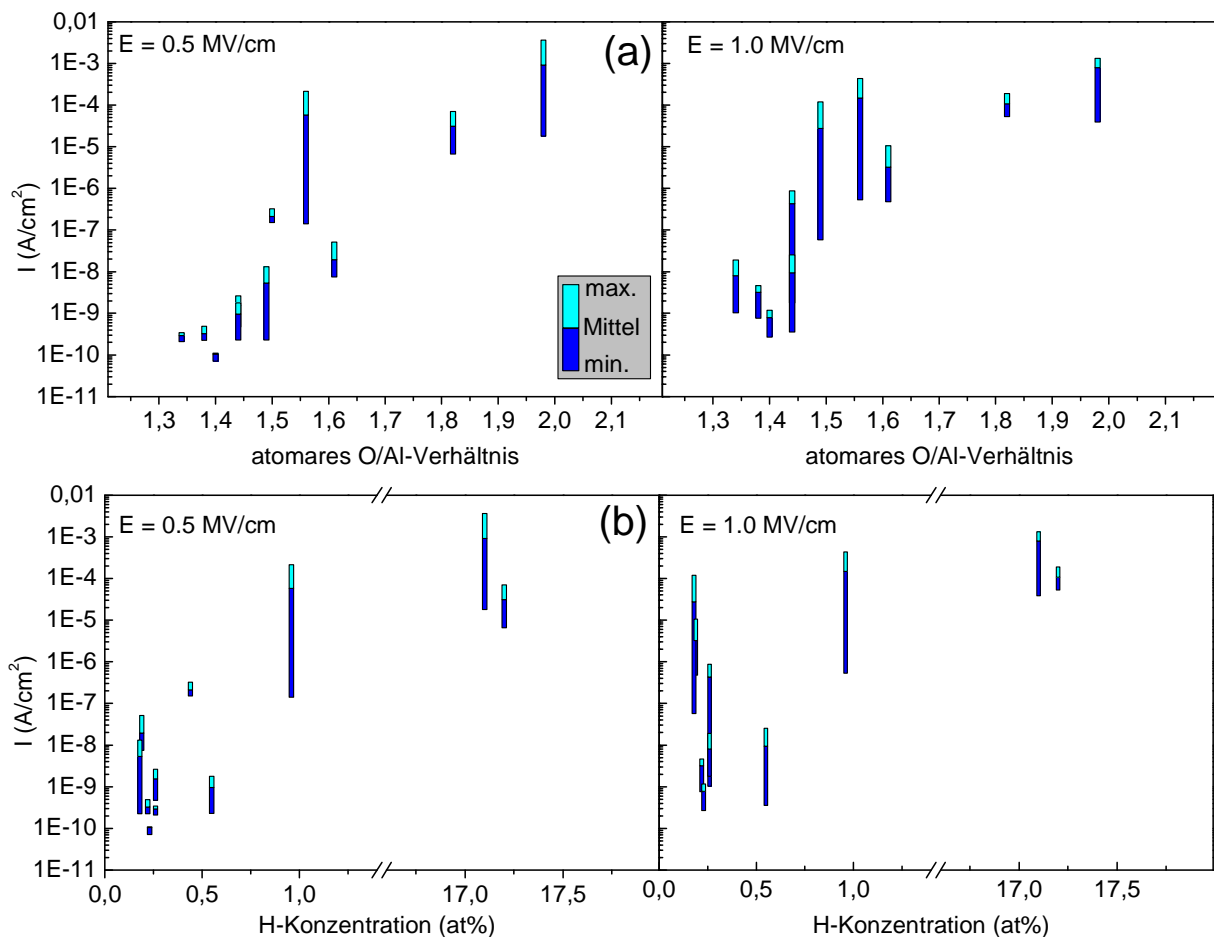 0,01
1E-3
1E-4
1E-5
1E-6
1E-7
1E-8
1E-9
1E-10
1E-11
I (A/cm²)
E = 0.5 MV/cm
(a)
E = 1.0 MV/cm
max.
Mittel
min.
1,3 1,4 1,5 1,6 1,7 1,8 1,9 2,0 2,1
1,3 1,4 1,5 1,6 1,7 1,8 1,9 2,0 2,1
atomares O/Al-Verhältnis
atomares O/Al-Verhältnis
0,01
1E-3
1E-4
1E-5
1E-6
1E-7
1E-8
1E-9
1E-10
1E-11
I (A/cm²)
E = 0.5 MV/cm
(b)
E = 1.0 MV/cm
0,0 0,5 1,0 17,0 17,5
0,0 0,5 1,0 17,0 17,5
H-Konzentration (at%)
H-Konzentration (at%)